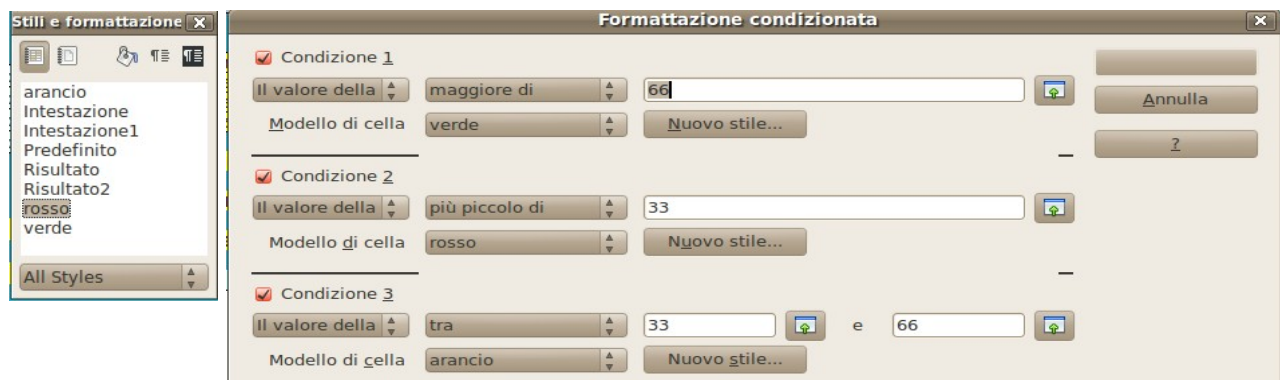 Stili e formattazione
arancio
Intestazione
Intestazione1
Predefinito
Risultato
Risultato2
rosso
verde
All Styles
Formattazione condizionata
Condizione 1
Il valore della maggiore di 66
Modello di cella verde Nuovo stile...
Condizione 2
Il valore della più piccolo di 33
Modello di cella rosso Nuovo stile...
Condizione 3
Il valore della tra 33 e 66
Modello di cella arancio Nuovo stile...
Annulla
?